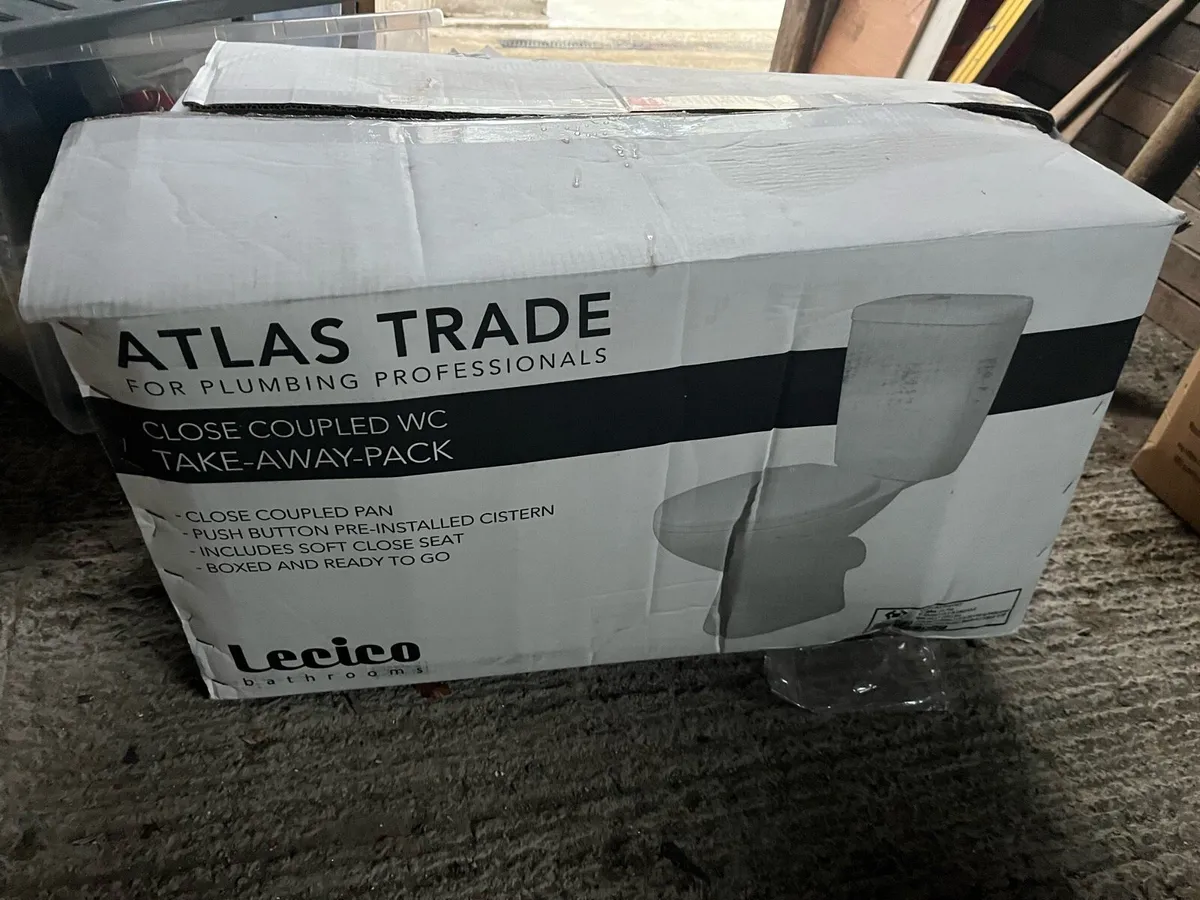 ATLAS TRADE
FOR PLUMBING PROFESSIONALS
CLOSE COUPLED WC
TAKE-AWAY-PACK
- CLOSE COUPLED PAN
- PUSH BUTTON PRE-INSTALLED CISTERN
- INCLUDES SOFT CLOSE SEAT
- BOXED AND READY TO GO
Lecico
bathrooms